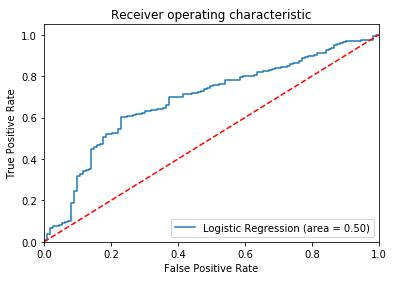 Receiver operating characteristic
1.0
0.8
0.6
0.4
0.2
0.0
True Positive Rate
Logistic Regression (area = 0.50)
0.0 0.2 0.4 0.6 0.8 1.0
False Positive Rate